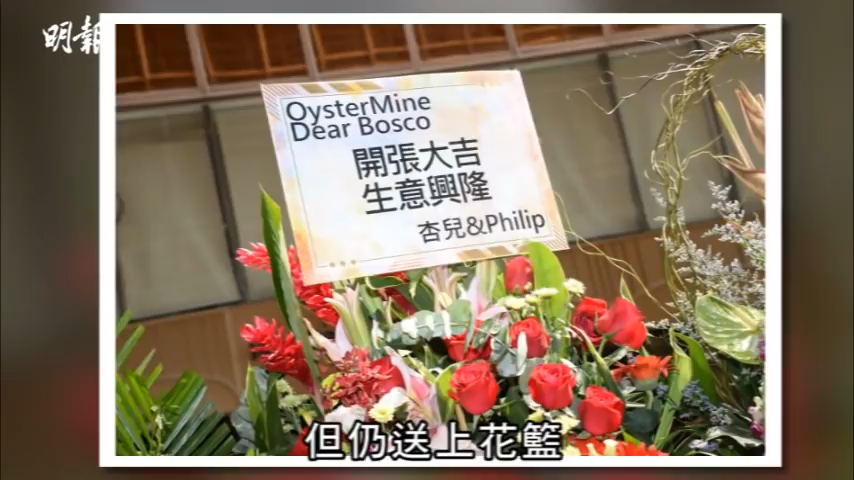 明報
OysterMine
Dear Bosco
開張大吉
生意興隆
杏兒&Philip
但仍送上花籃